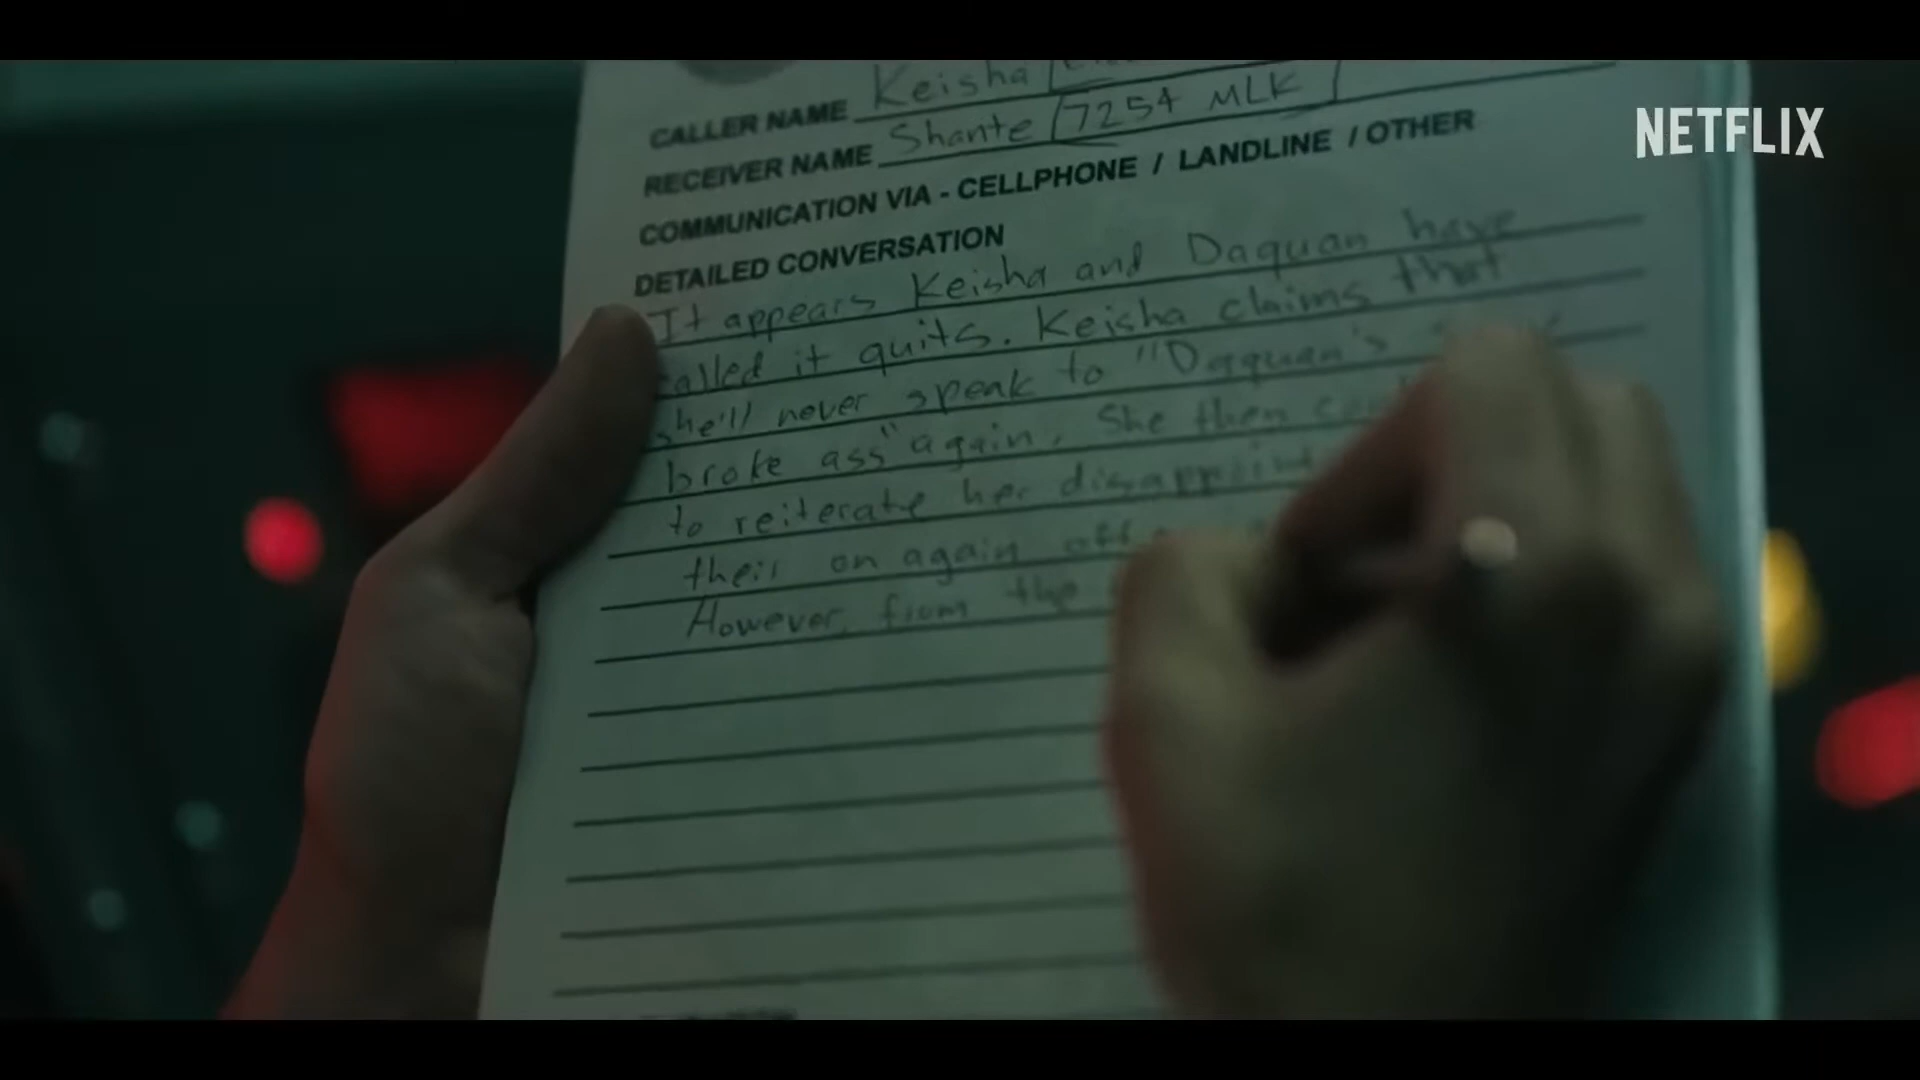 NETFLIX
CALLER NAME Keisha
RECEIVER NAME Shante 7254 MLK
COMMUNICATION VIA - CELLPHONE / LANDLINE / OTHER
DETAILED CONVERSATION
It appears Keisha and Daquan have
called it quits. Keisha claims that
she'll never speak to "Daquan's
broke ass" again. She then
to reiterate her
their on again off
However, from the